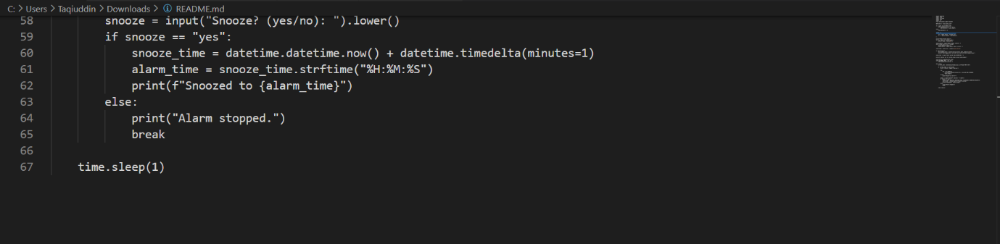 C: > Users > Taqiuddin > Downloads > README.md
58 snooze = input("Snooze? (yes/no): ").lower()
59 if snooze == "yes":
60 snooze_time = datetime.datetime.now() + datetime.timedelta(minutes=1)
61 alarm_time = snooze_time.strftime("%H:%M:%S")
62 print(f"Snoozed to {alarm_time}")
63 else:
64 print("Alarm stopped.")
65 break
66
67 time.sleep(1)